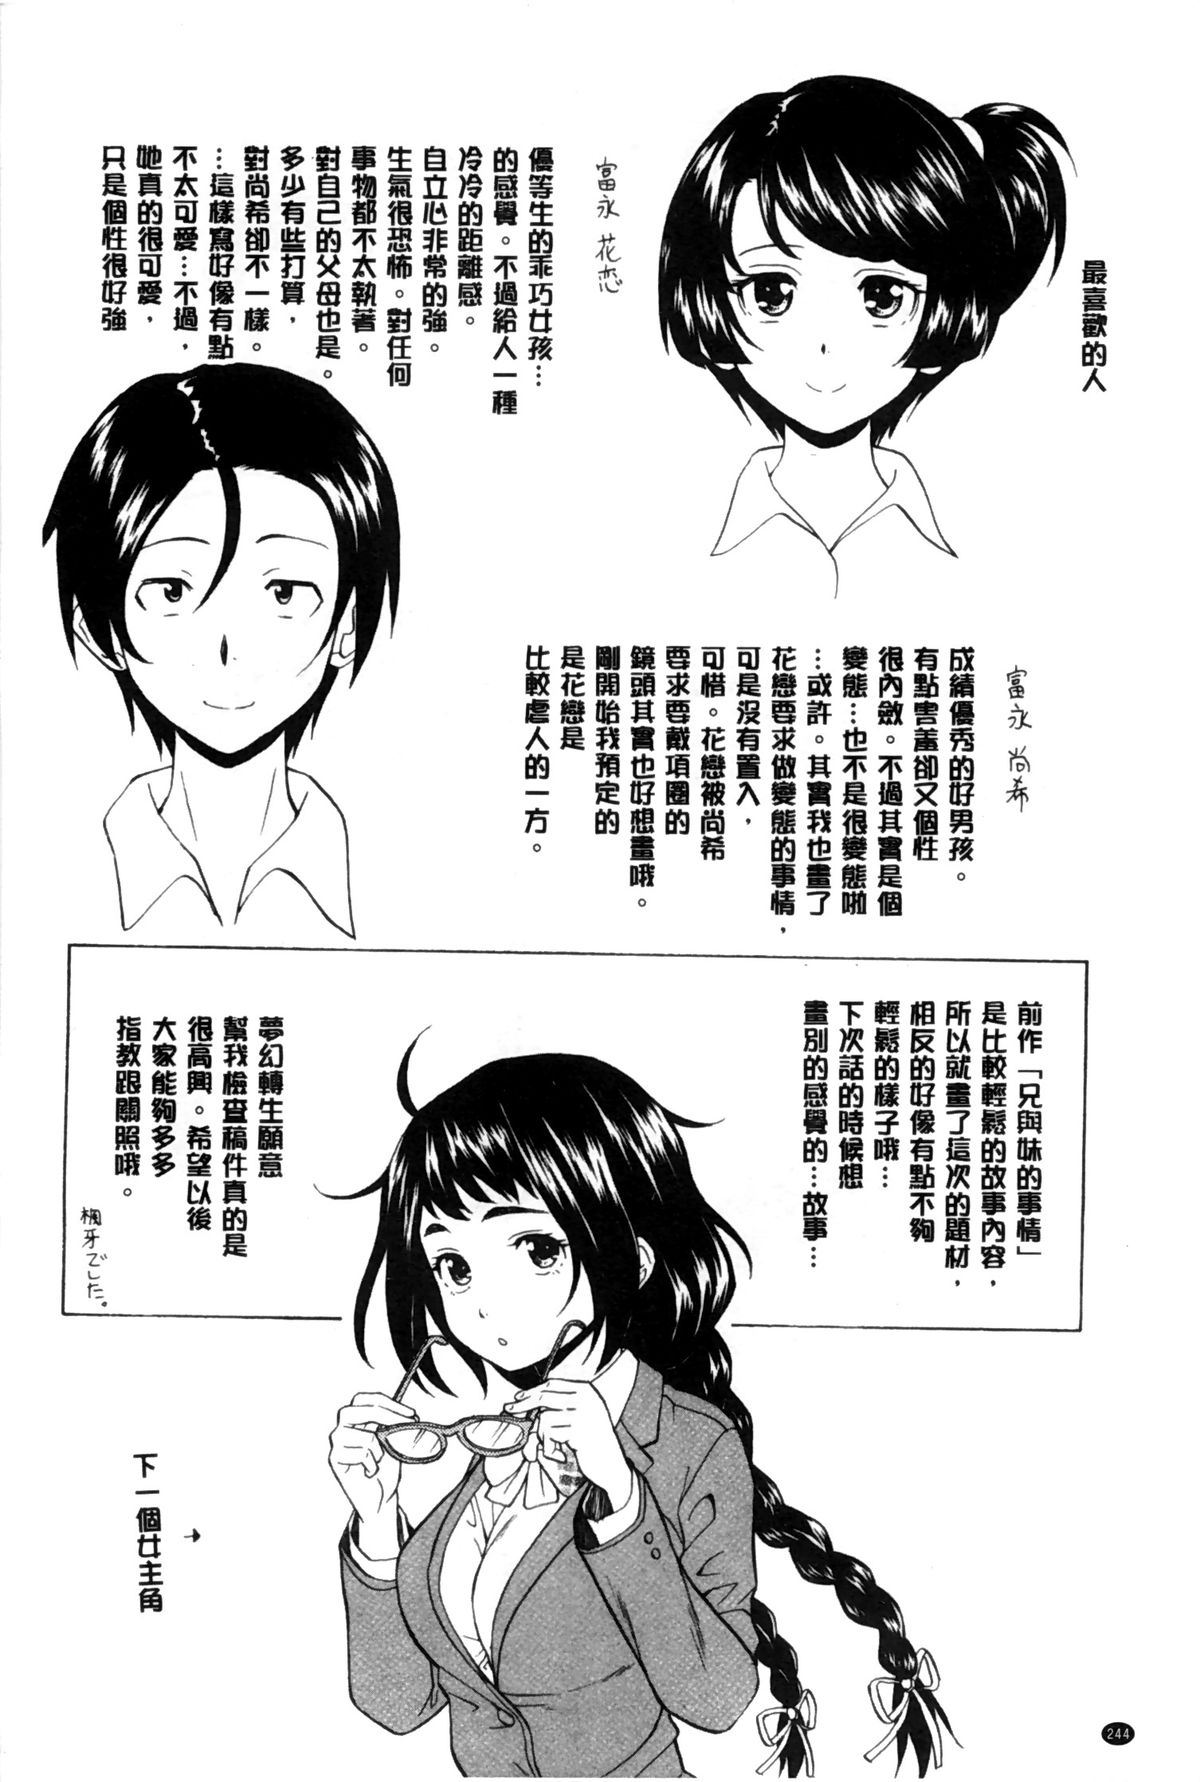 最喜歡的人
富永 花恋
優等生的乖巧女孩…
的感覺。不過給人一種
冷冷的距離感。
自立心非常的強。
生氣很恐怖。對任何
事物都不太執著。
對自己的父母也是。
多少有些打算，
對尚希卻不一樣。
…這樣寫好像有點
不太可愛…不過，
她真的很可愛，
只是個性很好強
富永 尚希
成績優秀的好男孩。
有點害羞卻又個性
很內斂。不過其實是個
變態…也不是很變態啦
…或許。其實我也畫了
花戀要求做變態的事情，
可是沒有置入，
可惜。花戀被尚希
要求要戴項圈的
鏡頭其實也好想畫哦。
剛開始我預定的
是花戀是
比較虐人的一方。
前作「兄與妹的事情」
是比較輕鬆的故事內容，
所以就畫了這次的題材，
相反的好像有點不夠
輕鬆的樣子哦…
下次話的時候想
畫別的感覺的…故事…
夢幻轉生願意
幫我檢查稿件真的是
很高興。希望以後
大家能夠多多
指教跟關照哦。
楓牙でした。
下一個女主角
→
244